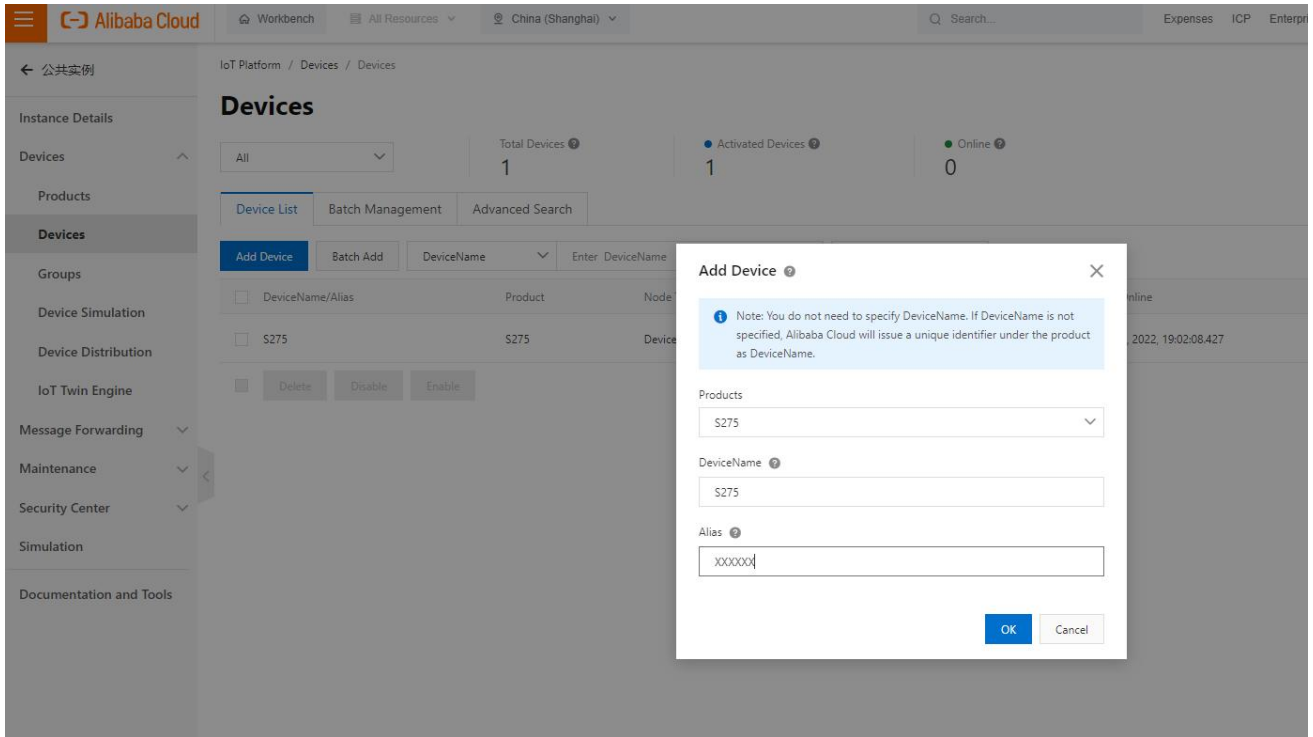 Alibaba Cloud
Workbench
All Resources
China (Shanghai)
Search...
Expenses
ICP
公共实例
IoT Platform / Devices / Devices
Instance Details
Devices
Products
Devices
Groups
Device Simulation
Device Distribution
IoT Twin Engine
Message Forwarding
Maintenance
Security Center
Simulation
Documentation and Tools
Devices
All
Total Devices
1
Activated Devices
1
Online
0
Device List
Batch Management
Advanced Search
Add Device
Batch Add
DeviceName
Enter DeviceName
DeviceName/Alias
Product
Node
S275
S275
Device
2022, 19:02:08.427
Delete
Disable
Enable
Add Device
Note: You do not need to specify DeviceName. If DeviceName is not
specified, Alibaba Cloud will issue a unique identifier under the product
as DeviceName.
Products
S275
DeviceName
S275
Alias
XXXXXX
OK
Cancel